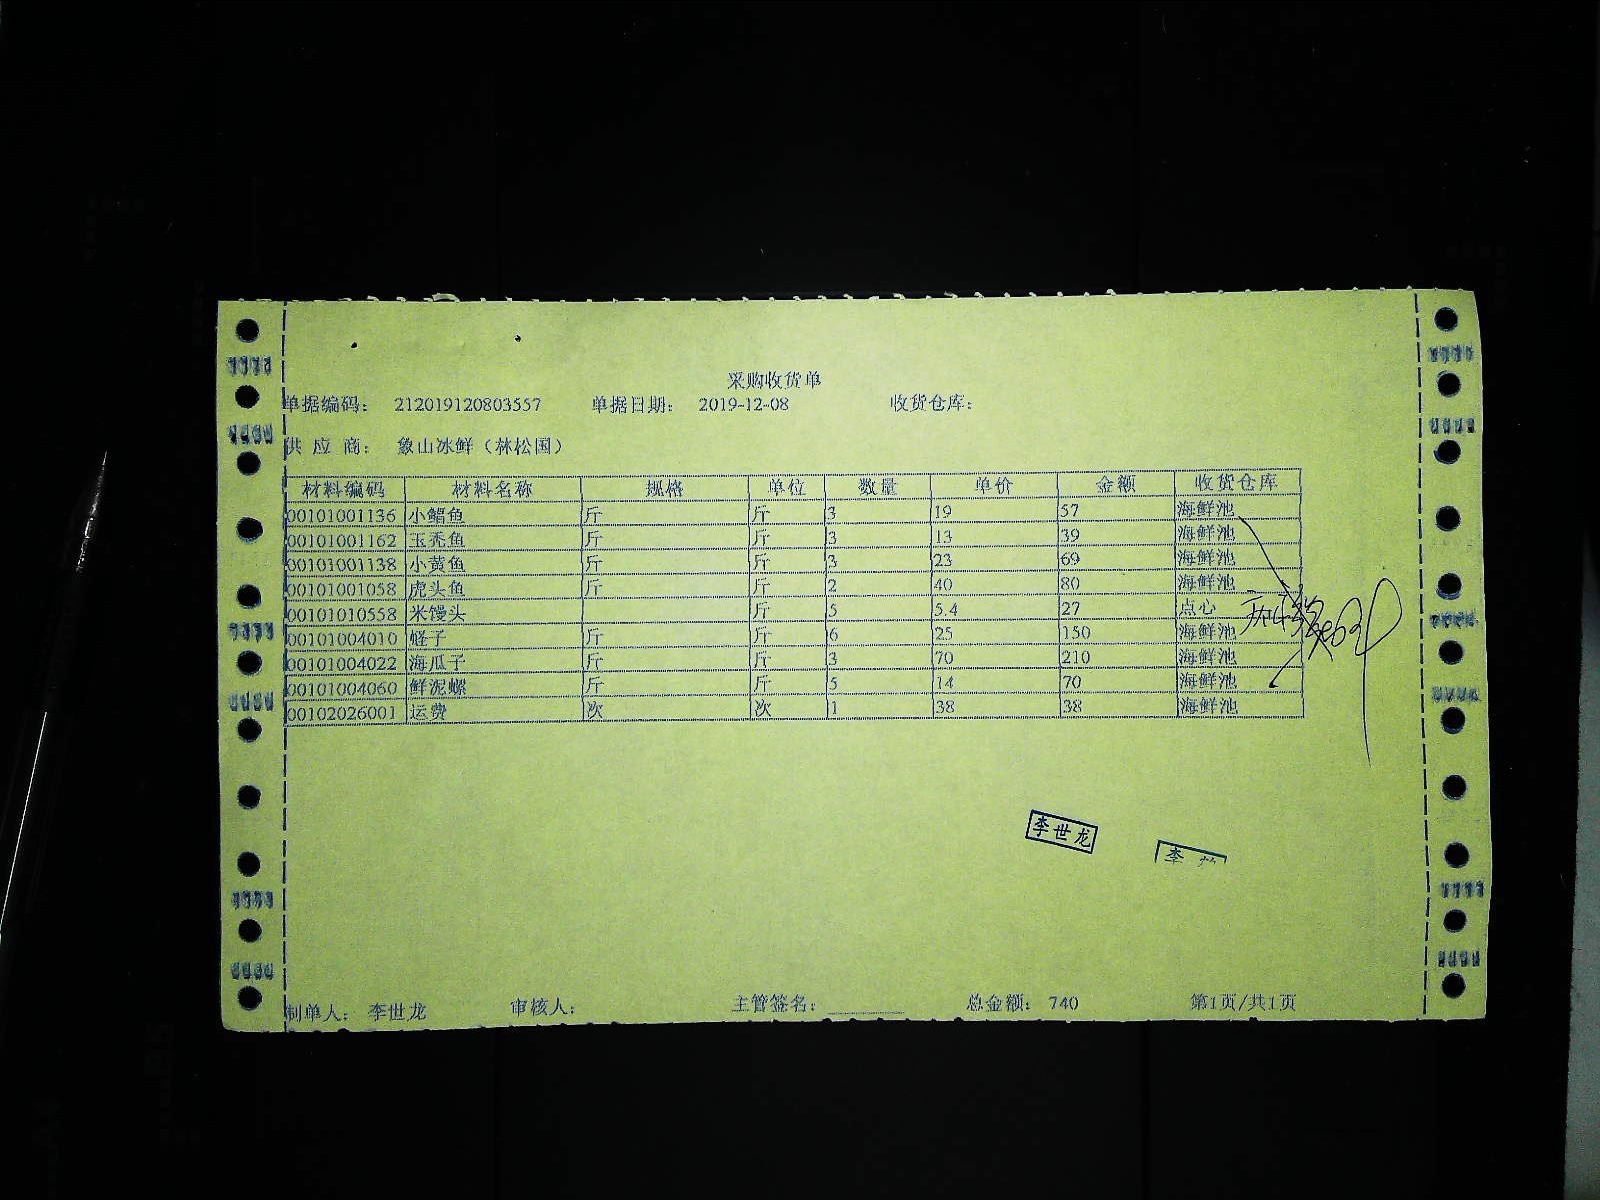 采购收货单
单据编码： 212019120803557 单据日期： 2019-12-08 收货仓库：
供 应 商： 象山冰鲜（林松国）
材料编码 材料名称 规格 单位 数量 单价 金额 收货仓库
00101001136 小鲳鱼 斤 斤 3 19 57 海鲜池
00101001162 玉秃鱼 斤 斤 3 13 39 海鲜池
00101001138 小黄鱼 斤 斤 3 23 69 海鲜池
00101001058 虎头鱼 斤 斤 2 40 80 海鲜池
00101010558 米馒头 斤 5 5.4 27 点心
00101004010 蛏子 斤 斤 6 25 150 海鲜池
00101004022 海瓜子 斤 斤 3 70 210 海鲜池
00101004060 鲜泥螺 斤 斤 5 14 70 海鲜池
00102026001 运费 次 次 1 38 38 海鲜池
李世龙
李
制单人： 李世龙 审核人： 主管签名： 总金额： 740 第1页/共1页